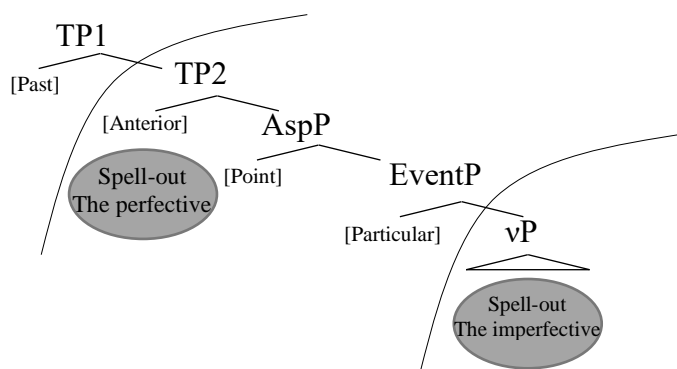 TP1
[Past]
TP2
[Anterior]
AspP
Spell-out
The perfective
[Point]
EventP
[Particular]
νP
Spell-out
The imperfective